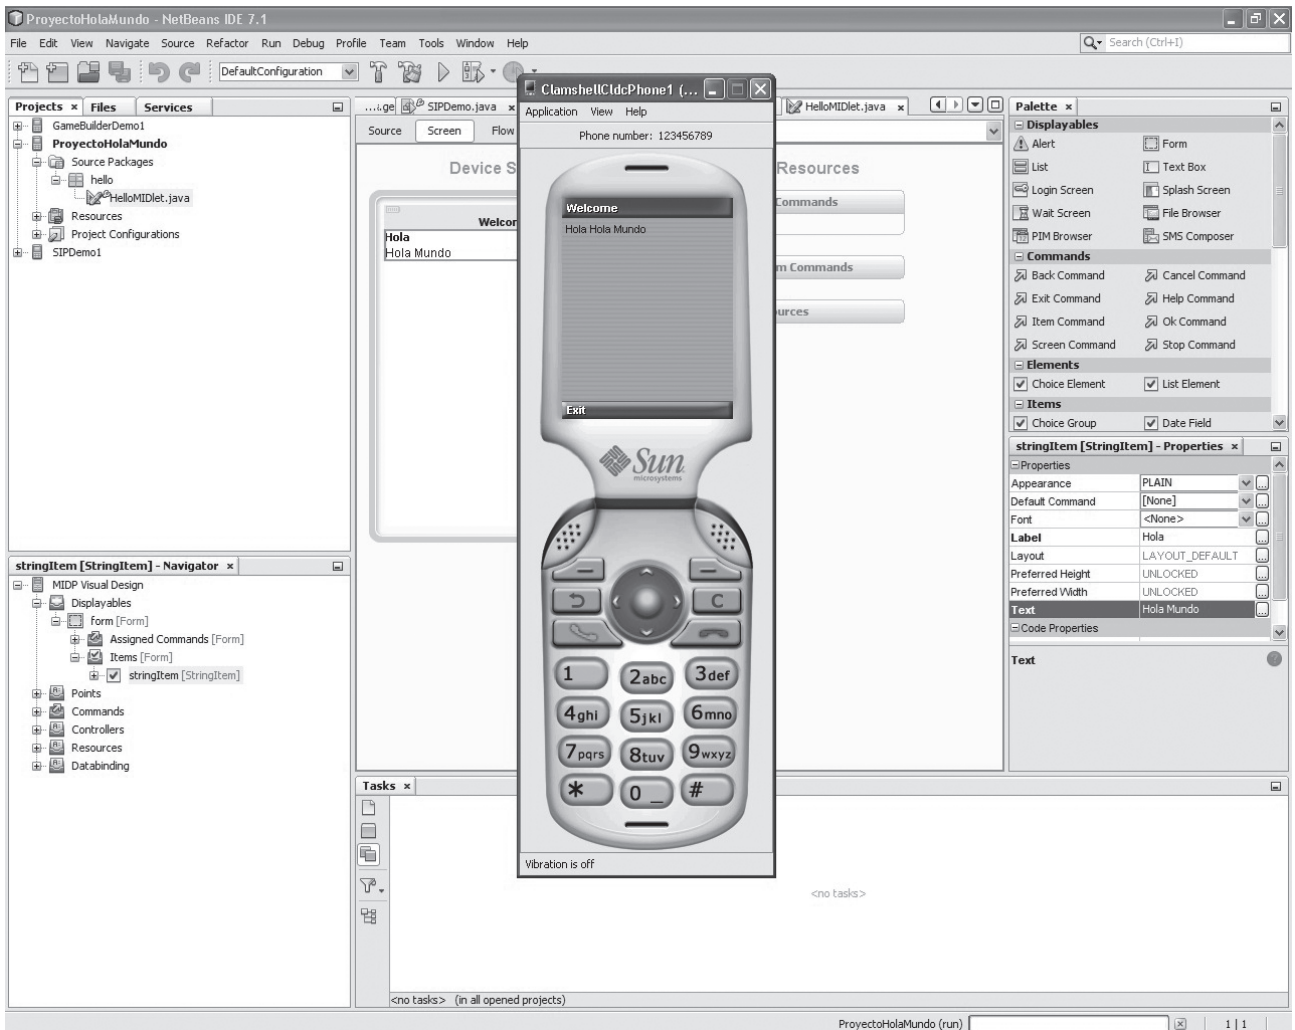 ProyectoHolaMundo - NetBeans IDE 7.1
File Edit View Navigate Source Refactor Run Debug Profile Team Tools Window Help
Search (Ctrl+I)
DefaultConfiguration
Projects x Files Services
GameBuilderDemo1
ProyectoHolaMundo
Source Packages
hello
HelloMIDlet.java
Resources
Project Configurations
SIPDemo1
stringItem [StringItem] - Navigator x
MIDP Visual Design
Displayables
form [Form]
Assigned Commands [Form]
Items [Form]
stringItem [StringItem]
Points
Commands
Controllers
Resources
Databinding
...ge SIPDemo.java x
HelloMIDlet.java x
Source Screen Flow
Device S
Resources
Welcom
Hola
Hola Mundo
ommands
m Commands
urces
ClamshellCldcPhone1 (...
Application View Help
Phone number: 123456789
Welcome
Hola Hola Mundo
Exit
Sun
microsystems
C
1 2abc 3def
4ghi 5jkl 6mno
7pqrs 8tuv 9wxyz
* 0 _ #
Vibration is off
Palette x
Displayables
Alert Form
List Text Box
Login Screen Splash Screen
Wait Screen File Browser
PIM Browser SMS Composer
Commands
Back Command Cancel Command
Exit Command Help Command
Item Command Ok Command
Screen Command Stop Command
Elements
Choice Element List Element
Items
Choice Group Date Field
stringItem [StringItem] - Properties x
Properties
Appearance PLAIN ...
Default Command [None] ...
Font <None> ...
Label Hola ...
Layout LAYOUT_DEFAULT ...
Preferred Height UNLOCKED ...
Preferred Width UNLOCKED ...
Text Hola Mundo ...
Code Properties
Text
Tasks x
<no tasks>
<no tasks> (in all opened projects)
ProyectoHolaMundo (run)
1 | 1